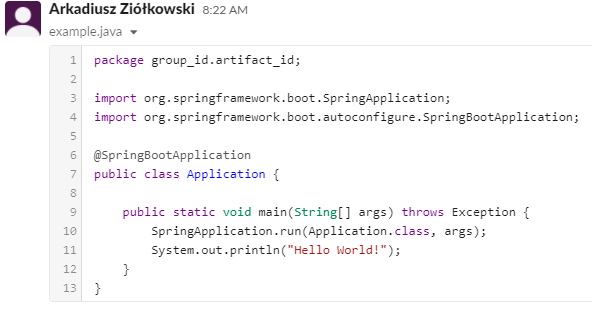 Arkadiusz Ziółkowski 8:22 AM
example.java
1 package group_id.artifact_id;
2
3 import org.springframework.boot.SpringApplication;
4 import org.springframework.boot.autoconfigure.SpringBootApplication;
5
6 @SpringBootApplication
7 public class Application {
8
9     public static void main(String[] args) throws Exception {
10         SpringApplication.run(Application.class, args);
11         System.out.println("Hello World!");
12     }
13 }